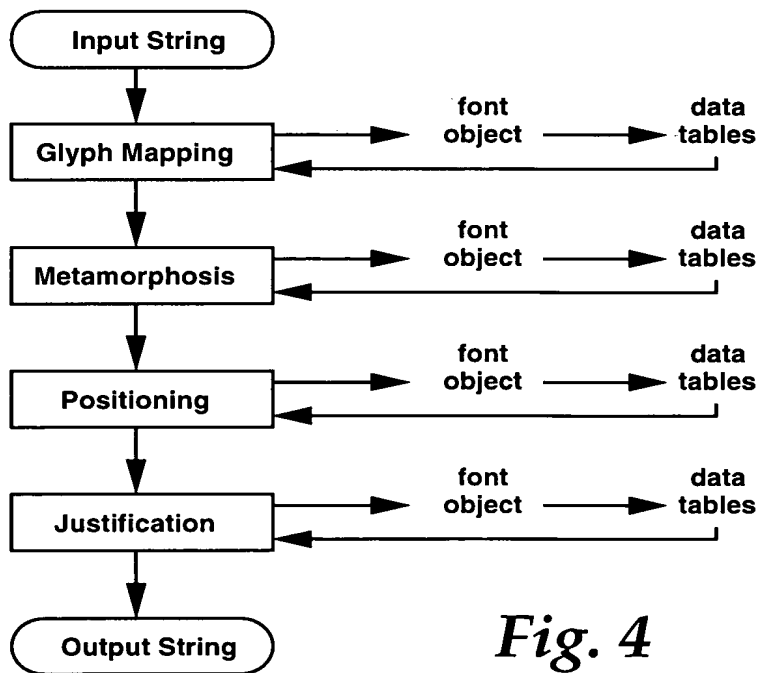 Input String
font
object
data
tables
Glyph Mapping
font
object
data
tables
Metamorphosis
font
object
data
tables
Positioning
font
object
data
tables
Justification
Output String
Fig. 4